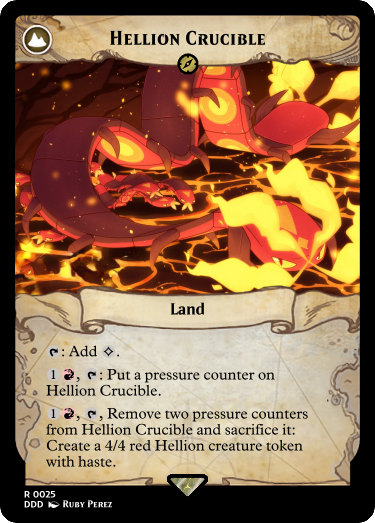 Hellion Crucible
Land
: Add .
1 , : Put a pressure counter on
Hellion Crucible.
1 , , Remove two pressure counters
from Hellion Crucible and sacrifice it:
Create a 4/4 red Hellion creature token
with haste.
R 0025
DDD Ruby Perez